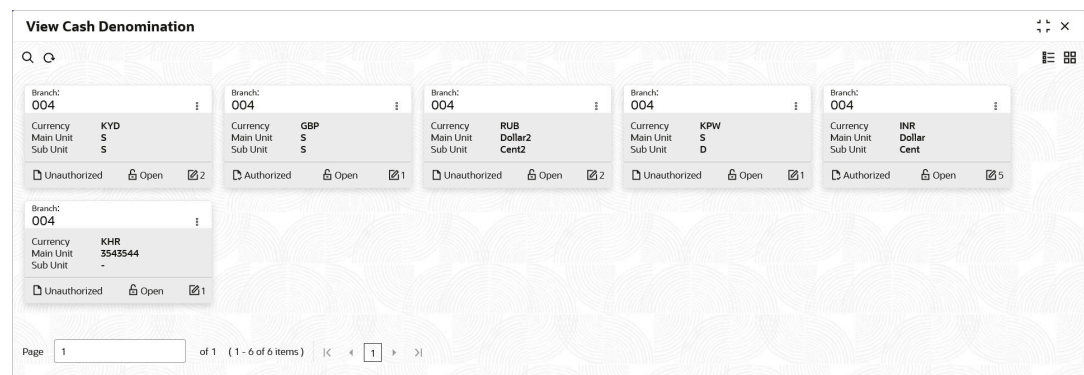 View Cash Denomination
Branch:
004
Currency KYD
Main Unit S
Sub Unit S
Unauthorized Open 2
Branch:
004
Currency GBP
Main Unit S
Sub Unit S
Authorized Open 1
Branch:
004
Currency RUB
Main Unit Dollar2
Sub Unit Cent2
Unauthorized Open 2
Branch:
004
Currency KPW
Main Unit S
Sub Unit D
Unauthorized Open 1
Branch:
004
Currency INR
Main Unit Dollar
Sub Unit Cent
Authorized Open 5
Branch:
004
Currency KHR
Main Unit 3543544
Sub Unit -
Unauthorized Open 1
Page 1 of 1 ( 1 - 6 of 6 items ) 1